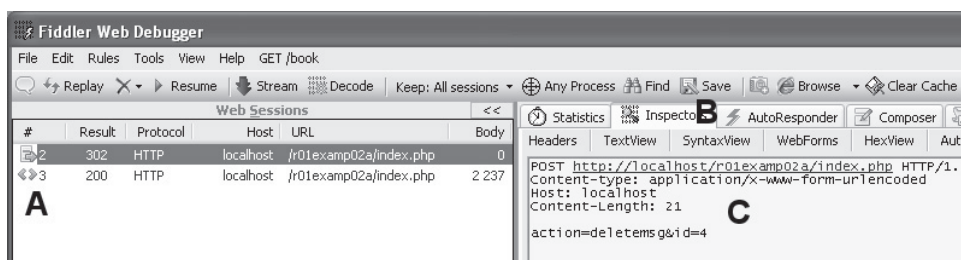 Fiddler Web Debugger
File Edit Rules Tools View Help GET /book
Replay Resume Stream Decode Keep: All sessions Any Process Find Save Browse Clear Cache
Web Sessions <<
# Result Protocol Host URL Body
2 302 HTTP localhost /r01examp02a/index.php 0
3 200 HTTP localhost /r01examp02a/index.php 2 237
A
Statistics Inspecto B AutoResponder Composer
Headers TextView SyntaxView WebForms HexView Aut
POST http://localhost/r01examp02a/index.php HTTP/1.
Content-type: application/x-www-form-urlencoded
Host: localhost
Content-Length: 21
C
action=deletemsg&id=4